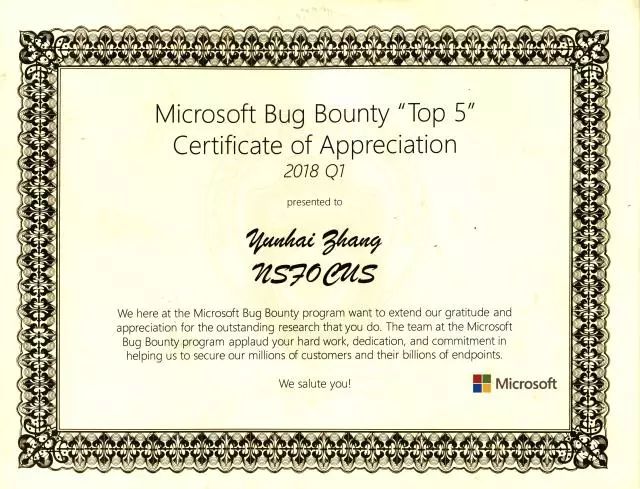 Microsoft Bug Bounty “Top 5”
Certificate of Appreciation
2018 Q1
presented to
Yunhai Zhang
NSFOCUS
We here at the Microsoft Bug Bounty program want to extend our gratitude and
appreciation for the outstanding research that you do. The team at the Microsoft
Bug Bounty program applaud your hard work, dedication, and commitment in
helping us to secure our millions of customers and their billions of endpoints.
We salute you!
Microsoft